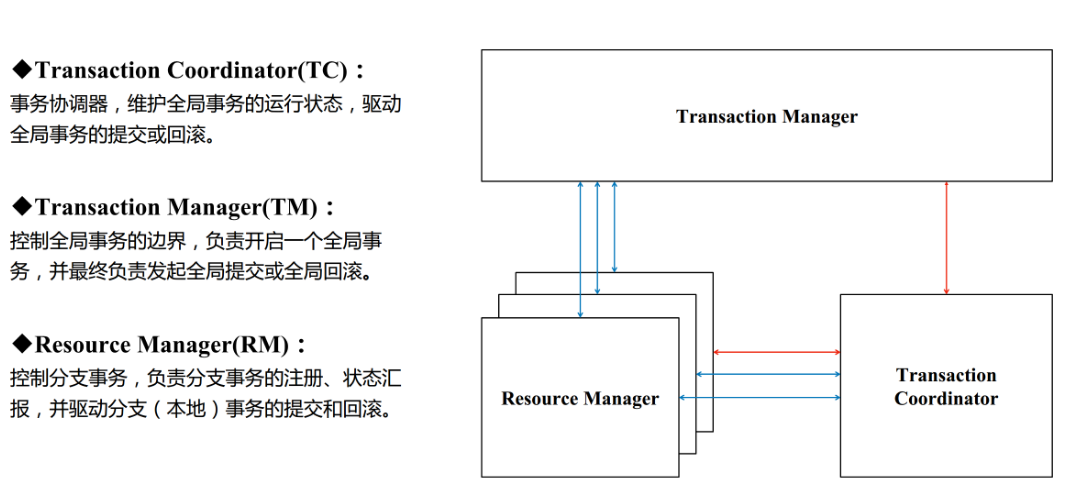 ◆Transaction Coordinator(TC)：
事务协调器，维护全局事务的运行状态，驱动
全局事务的提交或回滚。
◆Transaction Manager(TM)：
控制全局事务的边界，负责开启一个全局事
务，并最终负责发起全局提交或全局回滚。
◆Resource Manager(RM)：
控制分支事务，负责分支事务的注册、状态汇
报，并驱动分支（本地）事务的提交和回滚。
Transaction Manager
Resource Manager
Transaction
Coordinator